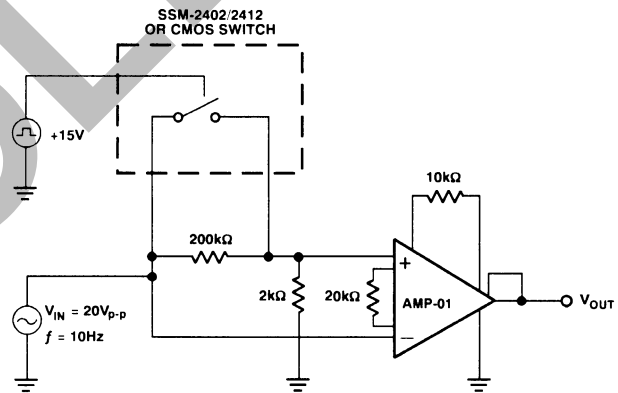 SSM-2402/2412
OR CMOS SWITCH
+15V
10kΩ
200kΩ
+
2kΩ
20kΩ
AMP-01
VOUT
VIN = 20Vp-p
f = 10Hz
−